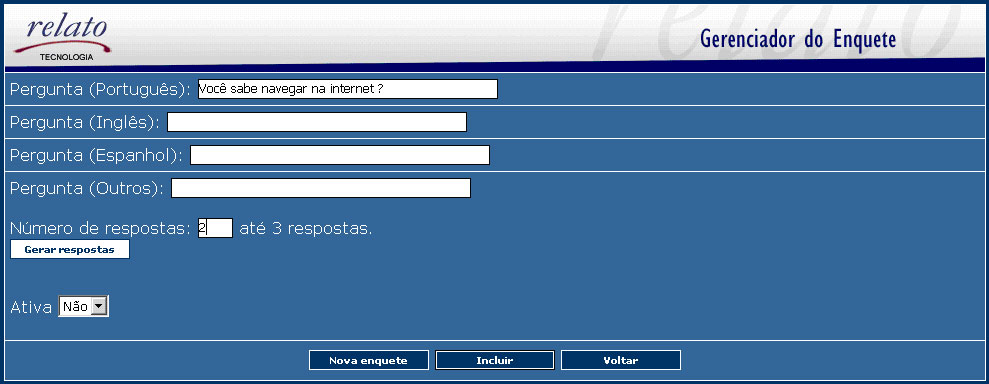 relato
TECNOLOGIA
relato
Gerenciador do Enquete
Pergunta (Português): Você sabe navegar na internet ?
Pergunta (Inglês):
Pergunta (Espanhol):
Pergunta (Outros):
Número de respostas: 2 até 3 respostas.
Gerar respostas
Ativa Não
Nova enquete Incluir Voltar